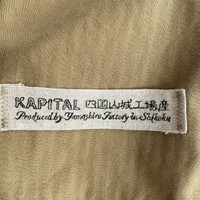 KAPITAL 四国山城工場産
Produced by Yamashiro Factory in Shikoku